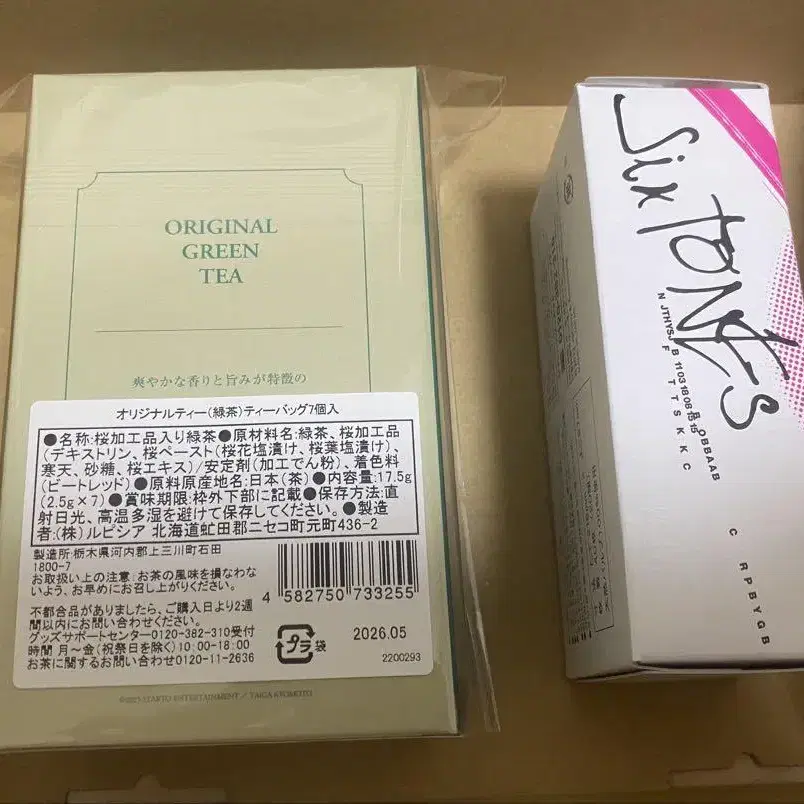 ORIGINAL
GREEN
TEA
爽やかな香りと旨みが特徴の
オリジナルティー(緑茶)ティーバッグ7個入
●名称:桜加工品入り緑茶●原材料名:緑茶、桜加工品
(デキストリン、桜ペースト(桜花塩漬け、桜葉塩漬け)、
寒天、砂糖、桜エキス)/安定剤(加工でん粉)、着色料
(ビートレッド)●原料原産地名:日本(茶)●内容量:17.5g
(2.5g×7)●賞味期限:枠外下部に記載●保存方法:直
射日光、高温多湿を避けて保存してください。●製造
者:(株)ルピシア 北海道虻田郡ニセコ町元町436-2
製造所:栃木県河内郡上三川町石田
1800-7
お取扱い上の注意:お茶の風味を損なわな
いよう、お早めにお召し上がりください。
不都合品がありましたら、ご購入日より2週
間以内にお問い合わせください
グッズサポートセンター0120-382-310受付
時間 月~金(祝祭日を除く)10:00-18:00
お茶に関するお問い合わせ0120-11-2636
4 582750 733255
プラ
袋
2026.05
2200293
SixTONES
N JTHYSJ B 
F
T T S K K C
B OBBAAB
C RPBYGB